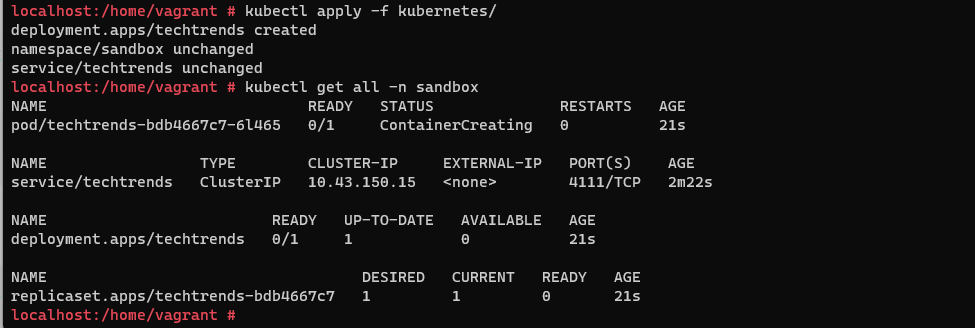 localhost:/home/vagrant # kubectl apply -f kubernetes/
deployment.apps/techtrends created
namespace/sandbox unchanged
service/techtrends unchanged
localhost:/home/vagrant # kubectl get all -n sandbox
NAME READY STATUS RESTARTS AGE
pod/techtrends-bdb4667c7-6l465 0/1 ContainerCreating 0 21s
NAME TYPE CLUSTER-IP EXTERNAL-IP PORT(S) AGE
service/techtrends ClusterIP 10.43.150.15 <none> 4111/TCP 2m22s
NAME READY UP-TO-DATE AVAILABLE AGE
deployment.apps/techtrends 0/1 1 0 21s
NAME DESIRED CURRENT READY AGE
replicaset.apps/techtrends-bdb4667c7 1 1 0 21s
localhost:/home/vagrant #